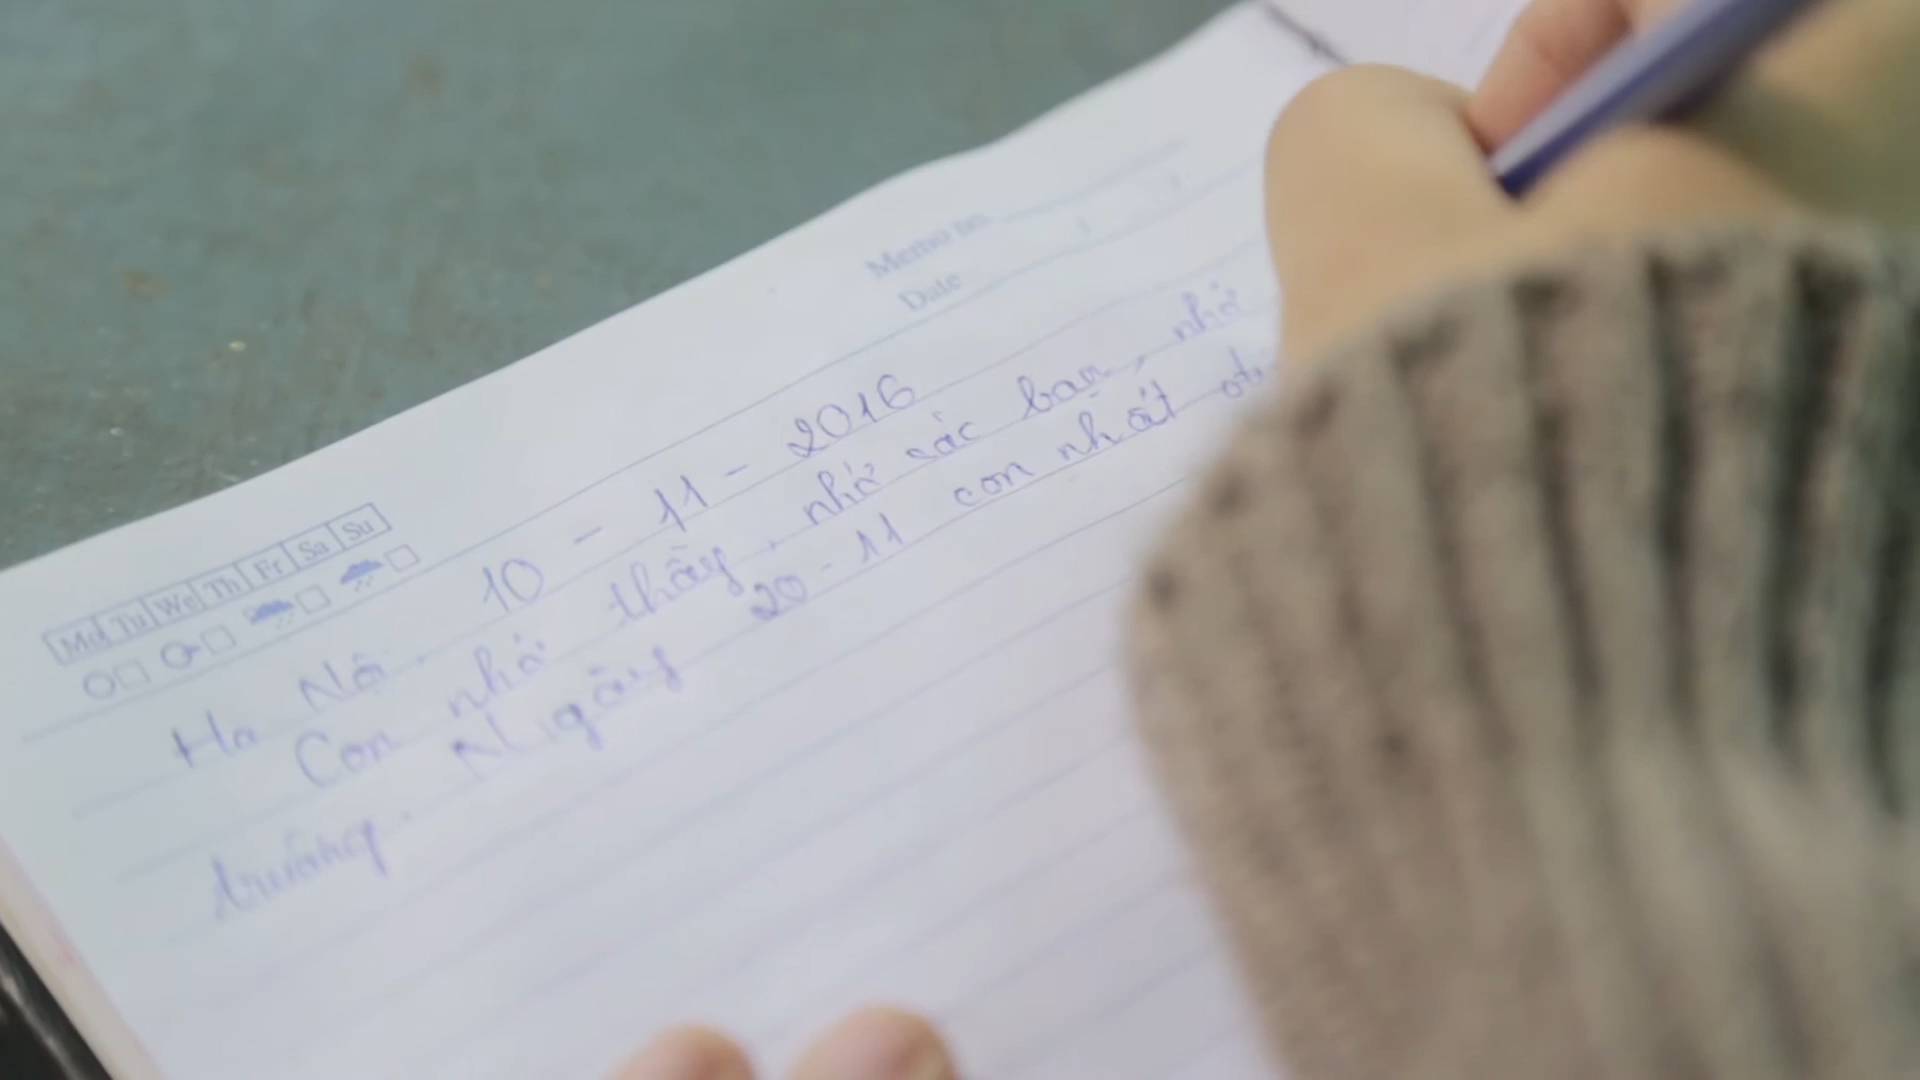 Memo no.
Date
Mo Tu We Th Fr Sa Su
Hà Nội. 10 - 11 - 2016
Con nhớ thầy, nhớ các bạn, nhớ
trường. Ngày 20 - 11 con nhất